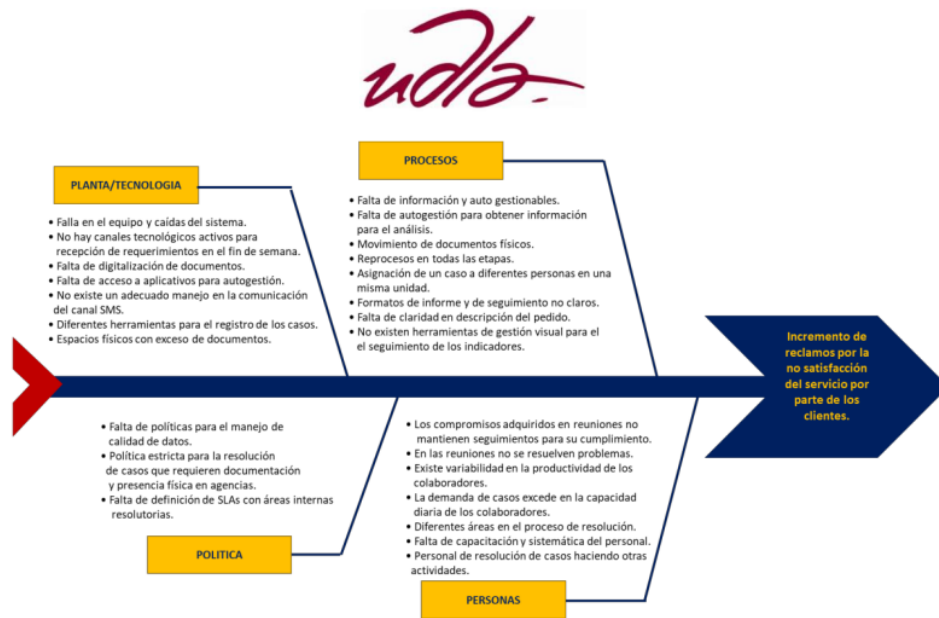 udla.
PROCESOS
PLANTA/TECNOLOGIA
• Falla en el equipo y caídas del sistema.
• No hay canales tecnológicos activos para
recepción de requerimientos en el fin de semana.
• Falta de digitalización de documentos.
• Falta de acceso a aplicativos para autogestión.
• No existe un adecuado manejo en la comunicación
del canal SMS.
• Diferentes herramientas para el registro de los casos.
• Espacios físicos con exceso de documentos.
• Falta de información y auto gestionables.
• Falta de autogestión para obtener información
para el análisis.
• Movimiento de documentos físicos.
• Reprocesos en todas las etapas.
• Asignación de un caso a diferentes personas en una
misma unidad.
• Formatos de informe y de seguimiento no claros.
• Falta de claridad en descripción del pedido.
• No existen herramientas de gestión visual para el
el seguimiento de los indicadores.
Incremento de
reclamos por la
no satisfacción
del servicio por
parte de los
clientes.
• Falta de políticas para el manejo de
calidad de datos.
• Política estricta para la resolución
de casos que requieren documentación
y presencia física en agencias.
• Falta de definición de SLAs con áreas internas
resolutorias.
POLITICA
• Los compromisos adquiridos en reuniones no
mantienen seguimientos para su cumplimiento.
• En las reuniones no se resuelven problemas.
• Existe variabilidad en la productividad de los
colaboradores.
• La demanda de casos excede en la capacidad
diaria de los colaboradores.
• Diferentes áreas en el proceso de resolución.
• Falta de capacitación y sistemática del personal.
• Personal de resolución de casos haciendo otras
actividades.
PERSONAS